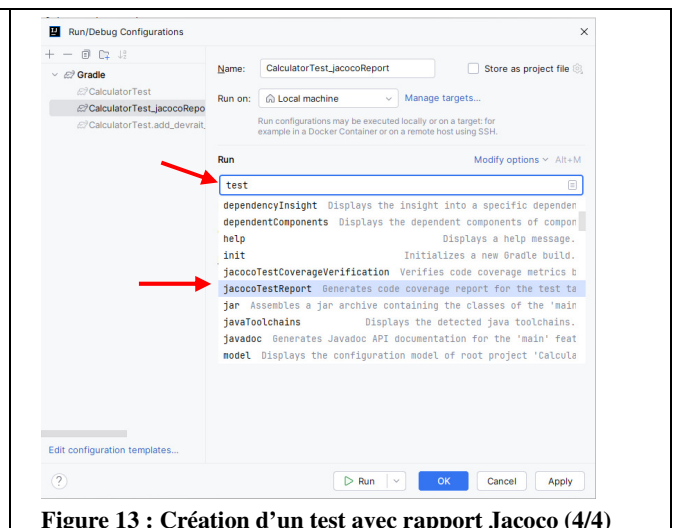 Run/Debug Configurations
Gradle
CalculatorTest
CalculatorTest_jacocoRepo
CalculatorTest.add_devrait_
Edit configuration templates...
Name: CalculatorTest_jacocoReport Store as project file
Run on: Local machine Manage targets...
Run configurations may be executed locally or on a target: for
example in a Docker Container or on a remote host using SSH.
Run Modify options Alt+M
test
dependencyInsight Displays the insight into a specific dependen
dependentComponents Displays the dependent components of compon
help Displays a help message.
init Initializes a new Gradle build.
jacocoTestCoverageVerification Verifies code coverage metrics b
jacocoTestReport Generates code coverage report for the test ta
jar Assembles a jar archive containing the classes of the 'main
javaToolchains Displays the detected java toolchains.
javadoc Generates Javadoc API documentation for the 'main' feat
model Displays the configuration model of root project 'Calcula
? Run OK Cancel Apply
Figure 13 : Création d'un test avec rapport Jacoco (4/4)